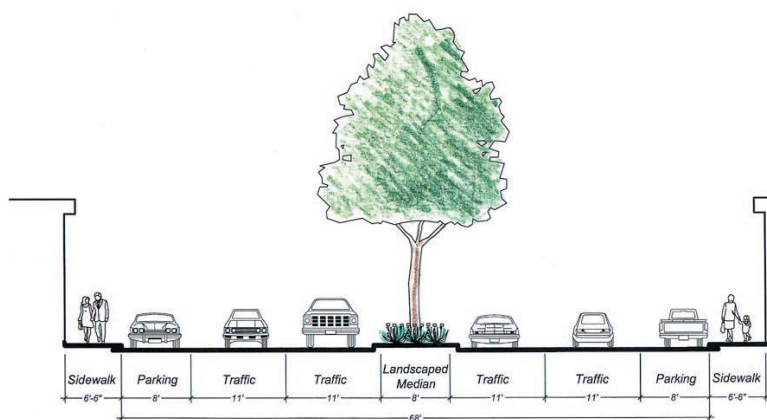 Sidewalk Parking Traffic Traffic Landscaped Median Traffic Traffic Parking Sidewalk
6'-6" 8' 11' 11' 8' 11' 11' 8' 6'-6"
68'